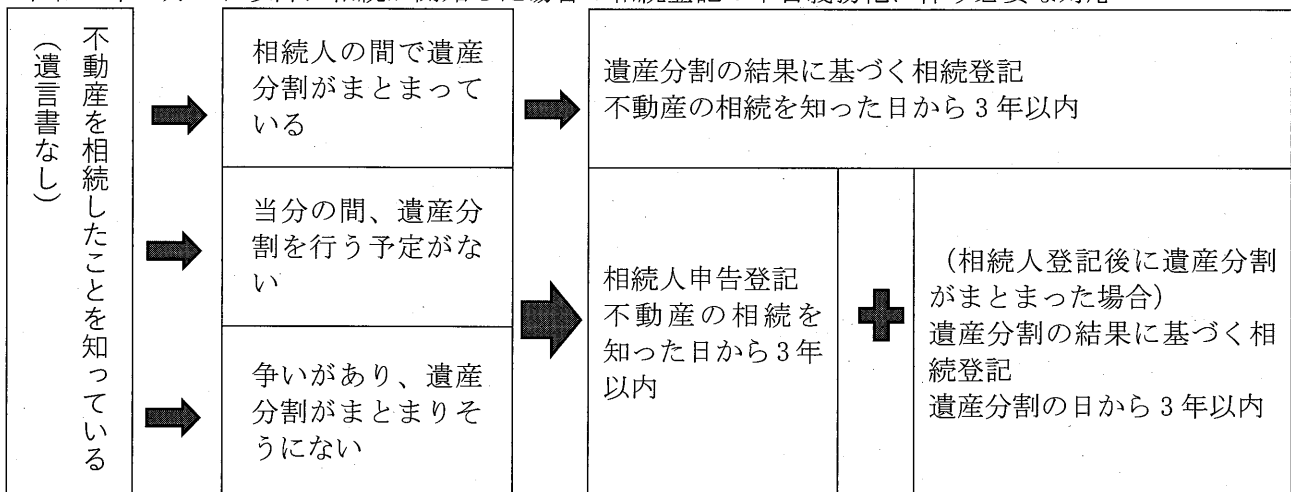 不動産を相続したことを知っている
（遺言書なし）
相続人の間で遺産
分割がまとまって
いる
遺産分割の結果に基づく相続登記
不動産の相続を知った日から３年以内
当分の間、遺産分
割を行う予定がな
い
争いがあり、遺産
分割がまとまりそ
うにない
相続人申告登記
不動産の相続を
知った日から３年
以内
（相続人登記後に遺産分割
がまとまった場合）
遺産分割の結果に基づく相
続登記
遺産分割の日から３年以内